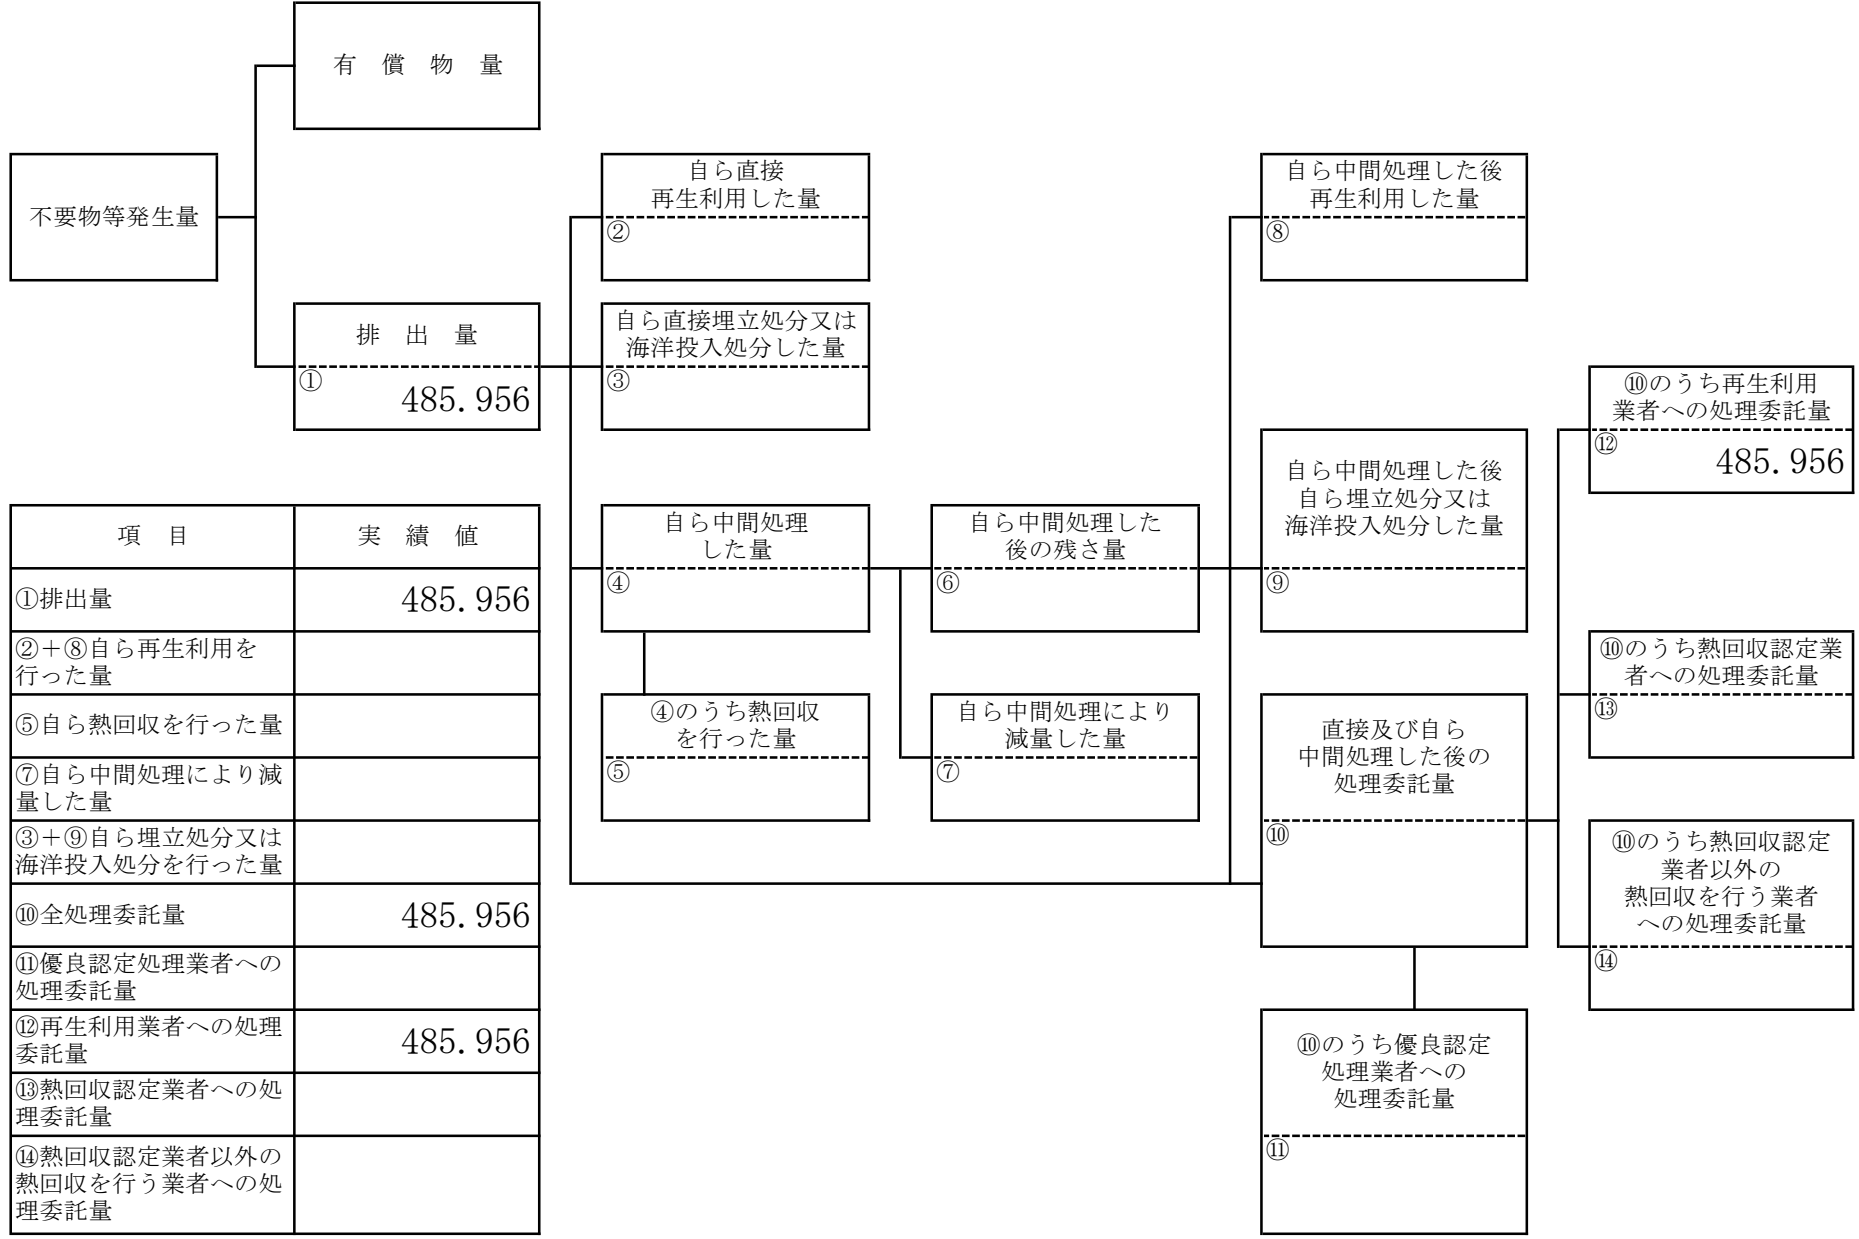 有 償 物 量
不要物等発生量
排 出 量
①
485.956
自ら直接
再生利用した量
②
自ら直接埋立処分又は
海洋投入処分した量
③
自ら中間処理
した量
④
④のうち熱回収
を行った量
⑤
自ら中間処理した
後の残さ量
⑥
自ら中間処理により
減量した量
⑦
自ら中間処理した後
再生利用した量
⑧
自ら中間処理した後
自ら埋立処分又は
海洋投入処分した量
⑨
直接及び自ら
中間処理した後の
処理委託量
⑩
⑩のうち優良認定
処理業者への
処理委託量
⑪
⑩のうち再生利用
業者への処理委託量
⑫
485.956
⑩のうち熱回収認定業
者への処理委託量
⑬
⑩のうち熱回収認定
業者以外の
熱回収を行う業者
への処理委託量
⑭
項 目 実 績 値
①排出量 485.956
②+⑧自ら再生利用を
行った量
⑤自ら熱回収を行った量
⑦自ら中間処理により減
量した量
③+⑨自ら埋立処分又は
海洋投入処分を行った量
⑩全処理委託量 485.956
⑪優良認定処理業者への
処理委託量
⑫再生利用業者への処理
委託量 485.956
⑬熱回収認定業者への処
理委託量
⑭熱回収認定業者以外の
熱回収を行う業者への処
理委託量